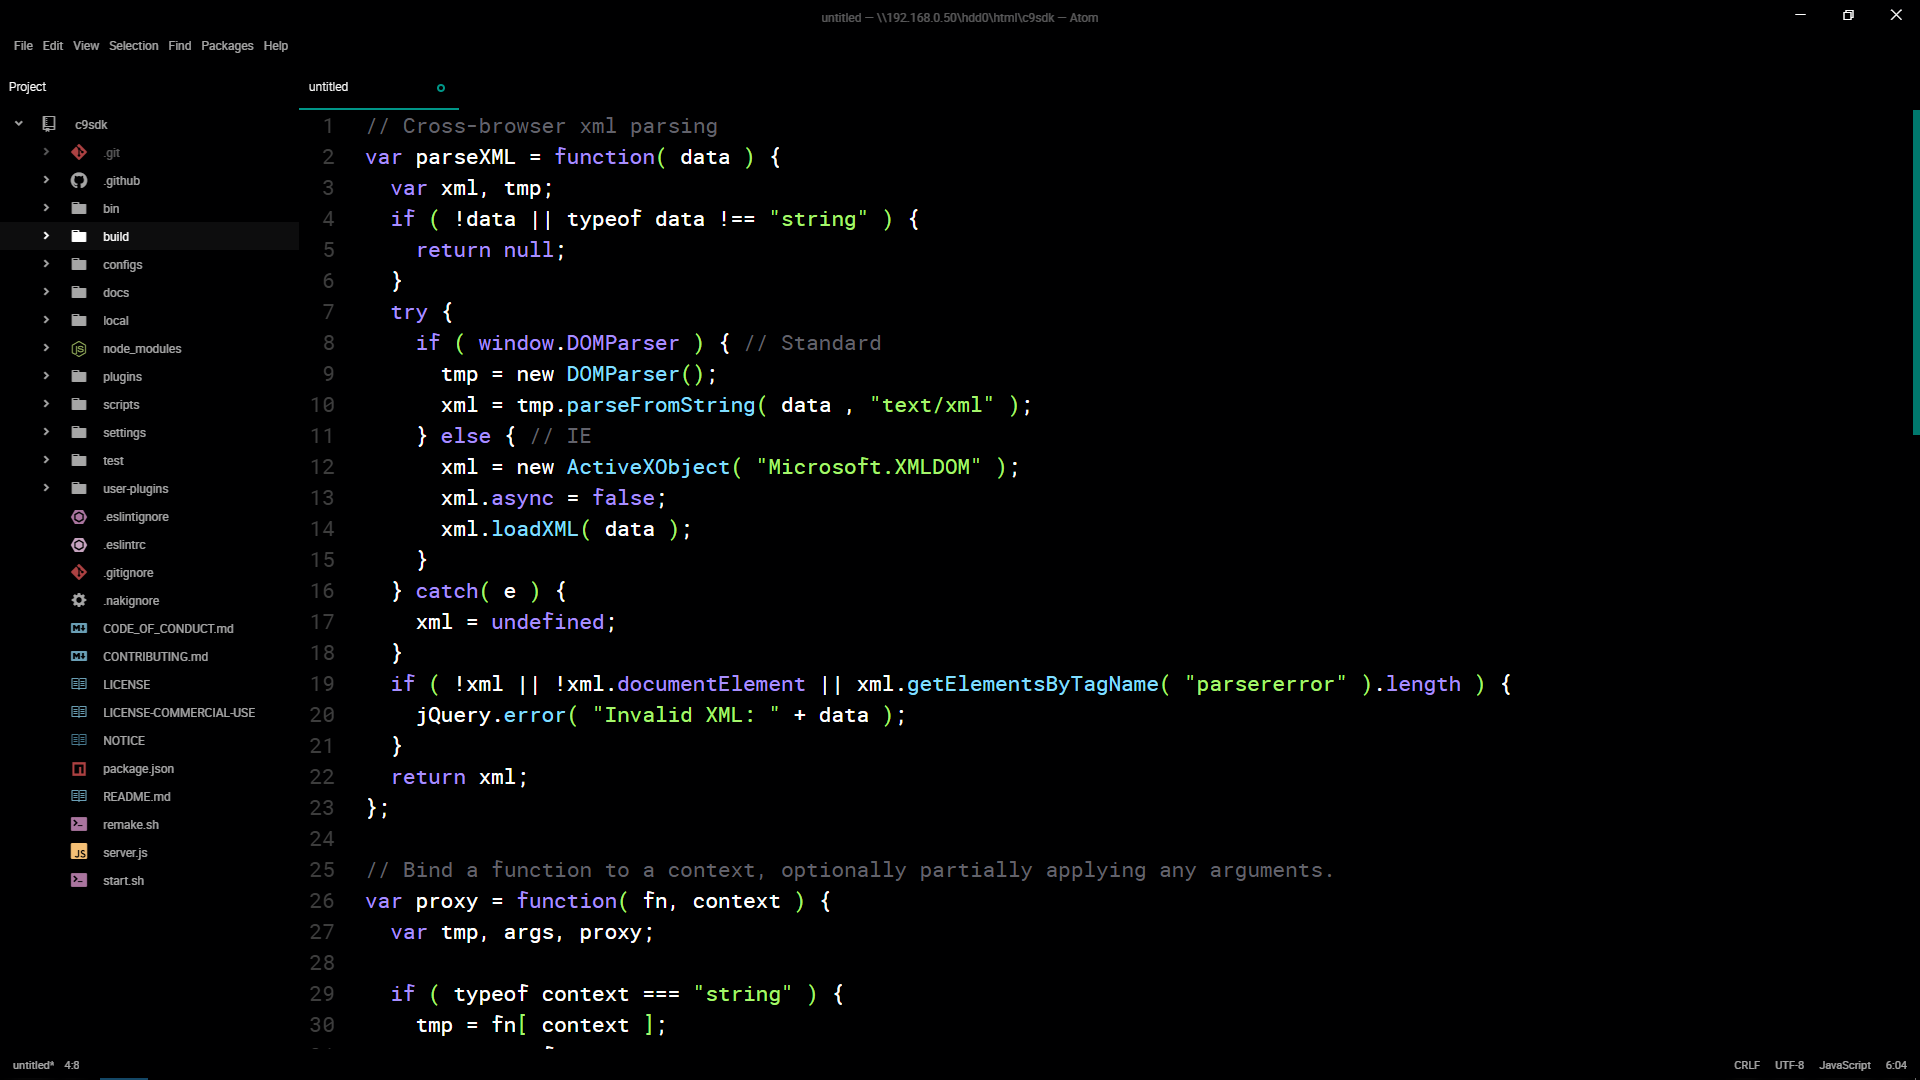 untitled — \\192.168.0.50\hdd0\html\c9sdk — Atom
File Edit View Selection Find Packages Help
Project
c9sdk
.git
.github
bin
build
configs
docs
local
node_modules
plugins
scripts
settings
test
user-plugins
.eslintignore
.eslintrc
.gitignore
.nakignore
CODE_OF_CONDUCT.md
CONTRIBUTING.md
LICENSE
LICENSE-COMMERCIAL-USE
NOTICE
package.json
README.md
remake.sh
JS server.js
start.sh
untitled
1 // Cross-browser xml parsing
2 var parseXML = function( data ) {
3   var xml, tmp;
4   if ( !data || typeof data !== "string" ) {
5     return null;
6   }
7   try {
8     if ( window.DOMParser ) { // Standard
9       tmp = new DOMParser();
10       xml = tmp.parseFromString( data , "text/xml" );
11     } else { // IE
12       xml = new ActiveXObject( "Microsoft.XMLDOM" );
13       xml.async = false;
14       xml.loadXML( data );
15     }
16   } catch( e ) {
17     xml = undefined;
18   }
19   if ( !xml || !xml.documentElement || xml.getElementsByTagName( "parsererror" ).length ) {
20     jQuery.error( "Invalid XML: " + data );
21   }
22   return xml;
23 };
24
25 // Bind a function to a context, optionally partially applying any arguments.
26 var proxy = function( fn, context ) {
27   var tmp, args, proxy;
28
29   if ( typeof context === "string" ) {
30     tmp = fn[ context ];
untitled* 4:8
CRLF UTF-8 JavaScript 6:04